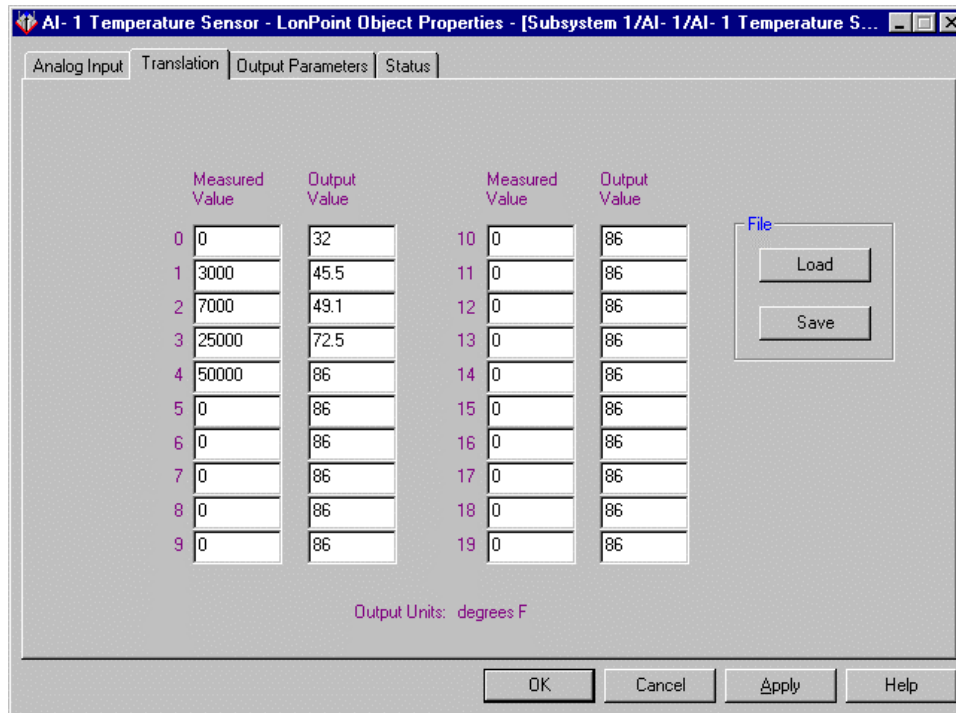 AI- 1 Temperature Sensor - LonPoint Object Properties - [Subsystem 1/AI- 1/AI- 1 Temperature S...
Analog Input Translation Output Parameters Status
Measured Value Output Value Measured Value Output Value
0 0 32 10 0 86
1 3000 45.5 11 0 86
2 7000 49.1 12 0 86
3 25000 72.5 13 0 86
4 50000 86 14 0 86
5 0 86 15 0 86
6 0 86 16 0 86
7 0 86 17 0 86
8 0 86 18 0 86
9 0 86 19 0 86
File
Load
Save
Output Units: degrees F
OK Cancel Apply Help